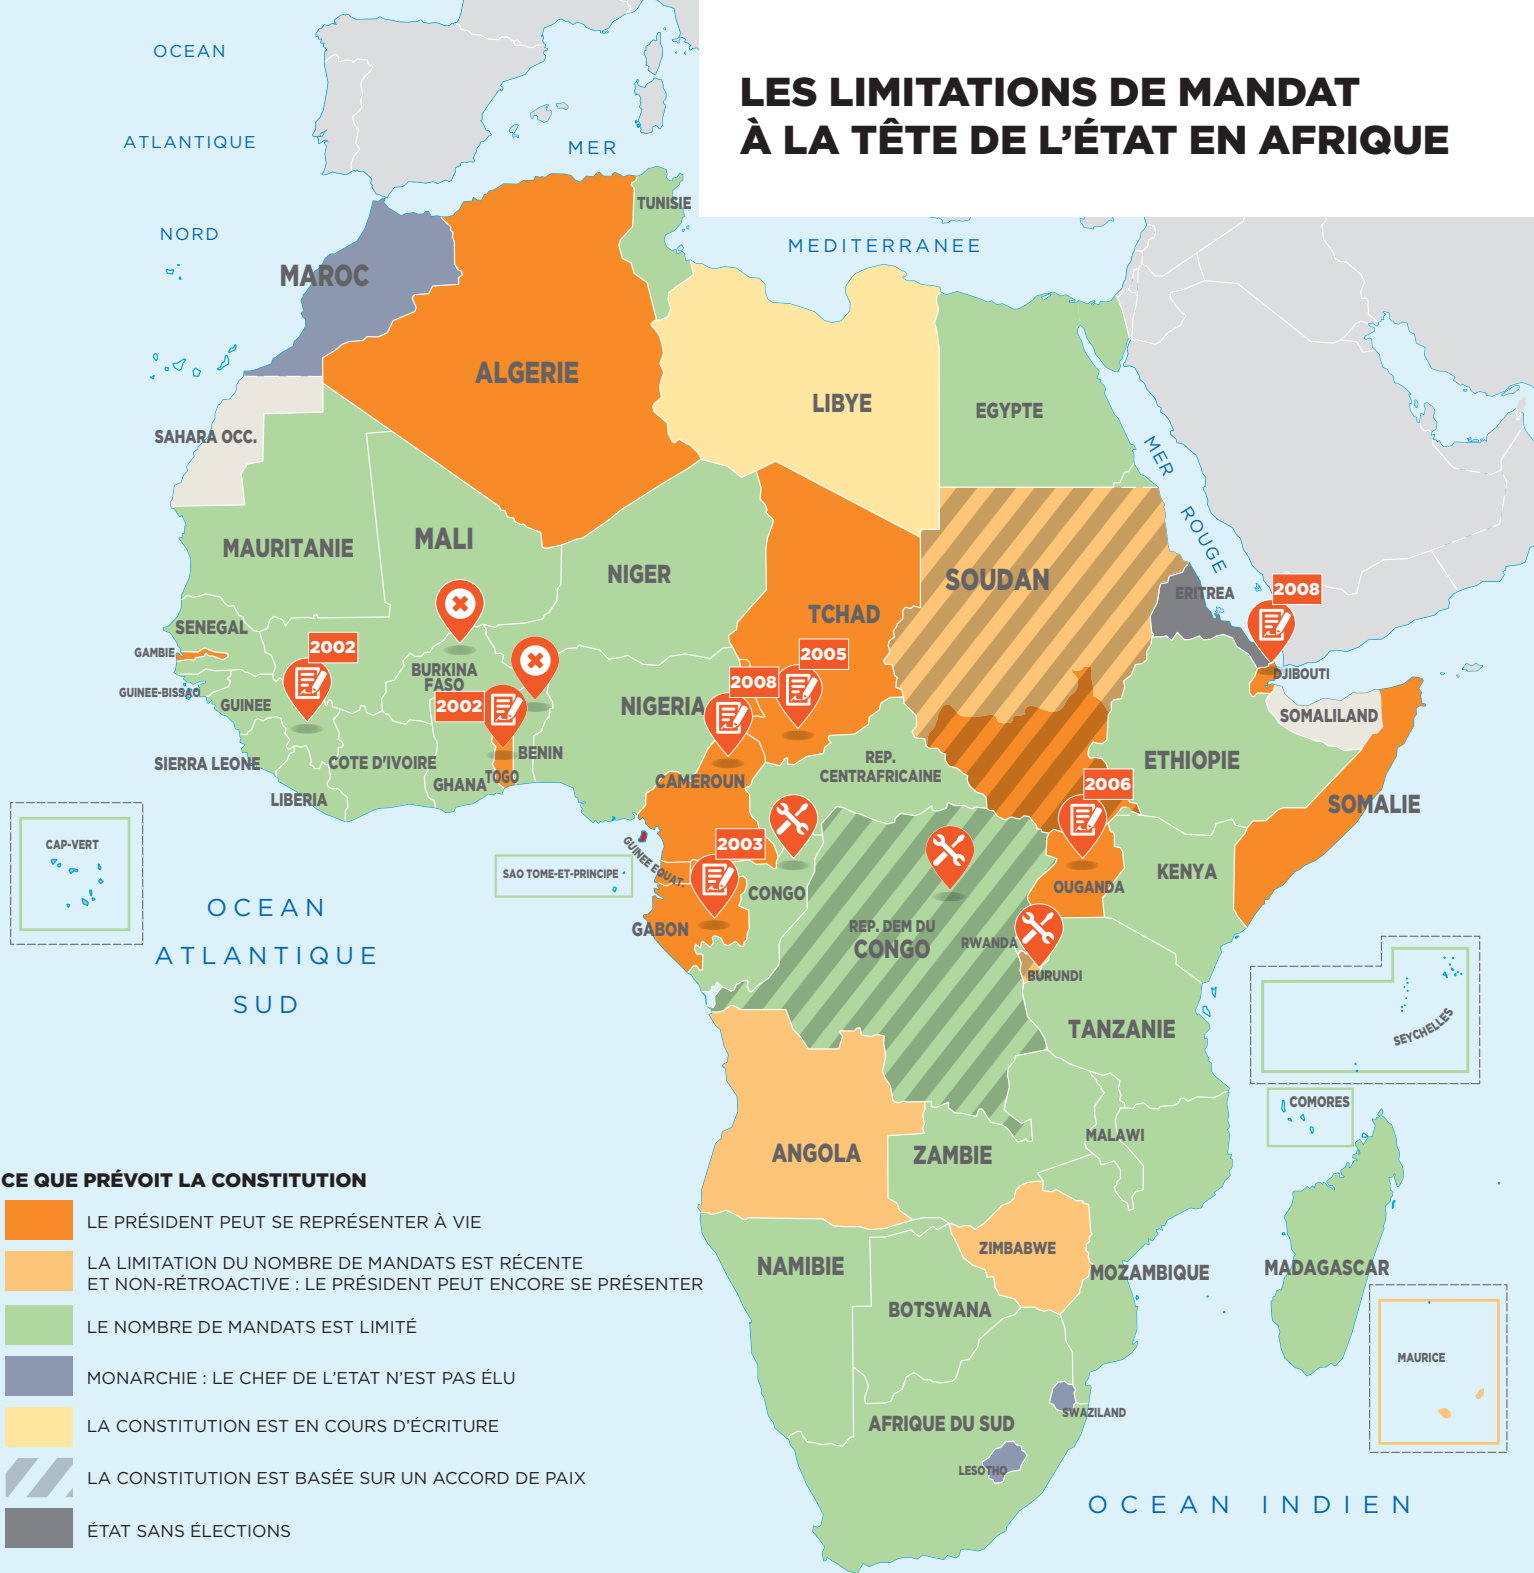 LES LIMITATIONS DE MANDAT
À LA TÊTE DE L'ÉTAT EN AFRIQUE
OCEAN
ATLANTIQUE
NORD
MER
MEDITERRANEE
TUNISIE
MAROC
ALGERIE
LIBYE
EGYPTE
SAHARA OCC.
MER ROUGE
MAURITANIE
MALI
NIGER
TCHAD
SOUDAN
ERITREA
2008
DJIBOUTI
SENEGAL
GAMBIE
GUINEE-BISSAO
GUINEE
2002
BURKINA
FASO
2002
NIGERIA
2008
2005
SOMALILAND
SIERRA LEONE
LIBERIA
COTE D'IVOIRE
GHANA
TOGO
BENIN
CAMEROUN
REP.
CENTRAFRICAINE
ETHIOPIE
2006
SOMALIE
CAP-VERT
GUINEE EQUAT.
SAO TOME-ET-PRINCIPE
2003
GABON
CONGO
REP. DEM DU
CONGO
OUGANDA
KENYA
RWANDA
BURUNDI
OCEAN
ATLANTIQUE
SUD
TANZANIE
SEYCHELLES
COMORES
ANGOLA
ZAMBIE
MALAWI
NAMIBIE
ZIMBABWE
MOZAMBIQUE
MADAGASCAR
BOTSWANA
MAURICE
AFRIQUE DU SUD
SWAZILAND
LESOTHO
OCEAN INDIEN
CE QUE PRÉVOIT LA CONSTITUTION
LE PRÉSIDENT PEUT SE REPRÉSENTER À VIE
LA LIMITATION DU NOMBRE DE MANDATS EST RÉCENTE
ET NON-RÉTROACTIVE : LE PRÉSIDENT PEUT ENCORE SE PRÉSENTER
LE NOMBRE DE MANDATS EST LIMITÉ
MONARCHIE : LE CHEF DE L'ETAT N'EST PAS ÉLU
LA CONSTITUTION EST EN COURS D'ÉCRITURE
LA CONSTITUTION EST BASÉE SUR UN ACCORD DE PAIX
ÉTAT SANS ÉLECTIONS